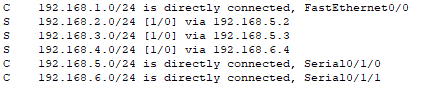 C    192.168.1.0/24 is directly connected, FastEthernet0/0
S    192.168.2.0/24 [1/0] via 192.168.5.2
S    192.168.3.0/24 [1/0] via 192.168.5.3
S    192.168.4.0/24 [1/0] via 192.168.6.4
C    192.168.5.0/24 is directly connected, Serial0/1/0
C    192.168.6.0/24 is directly connected, Serial0/1/1